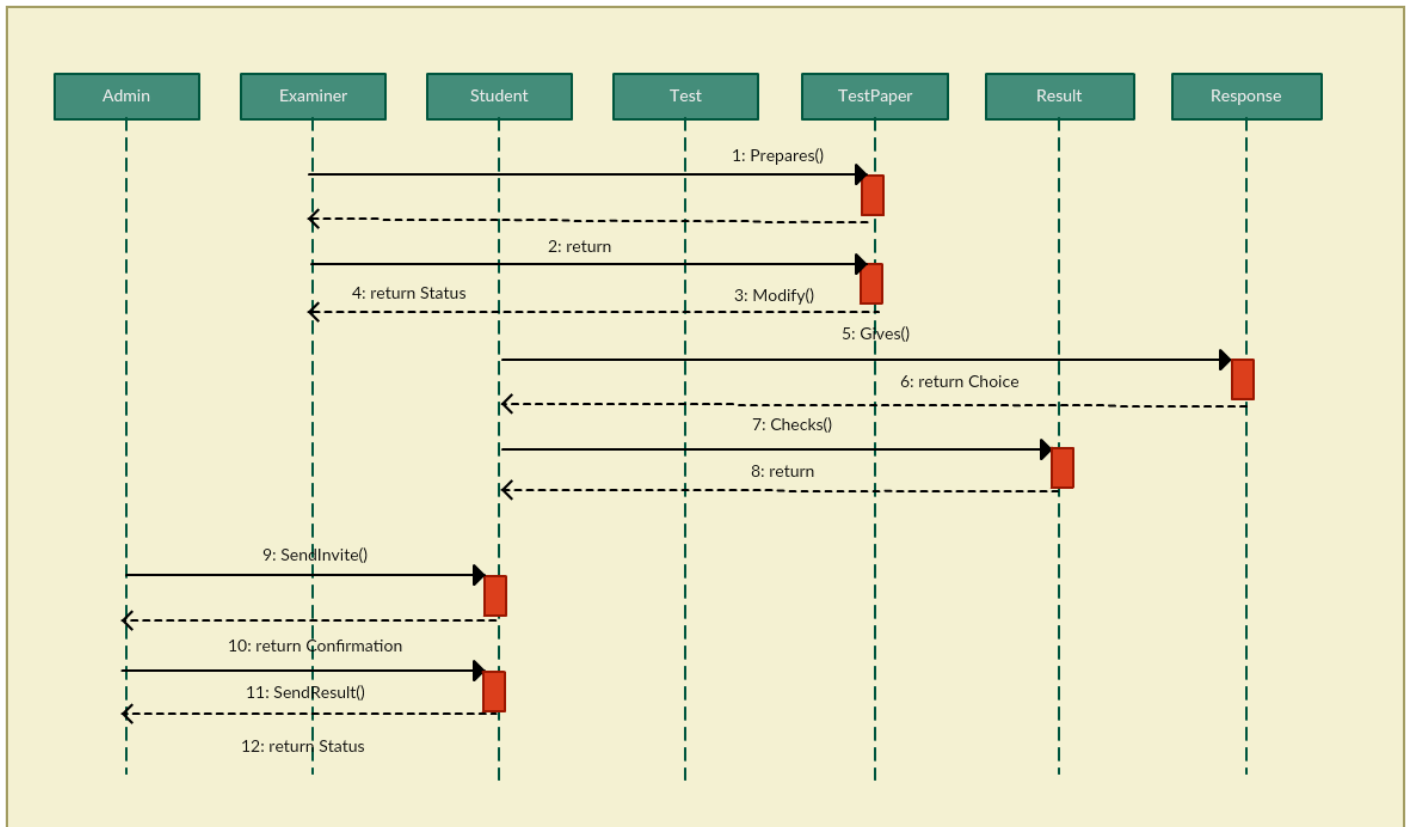 Admin
Examiner
Student
Test
TestPaper
Result
Response
1: Prepares()
2: return
4: return Status
3: Modify()
5: Gives()
6: return Choice
7: Checks()
8: return
9: SendInvite()
10: return Confirmation
11: SendResult()
12: return Status